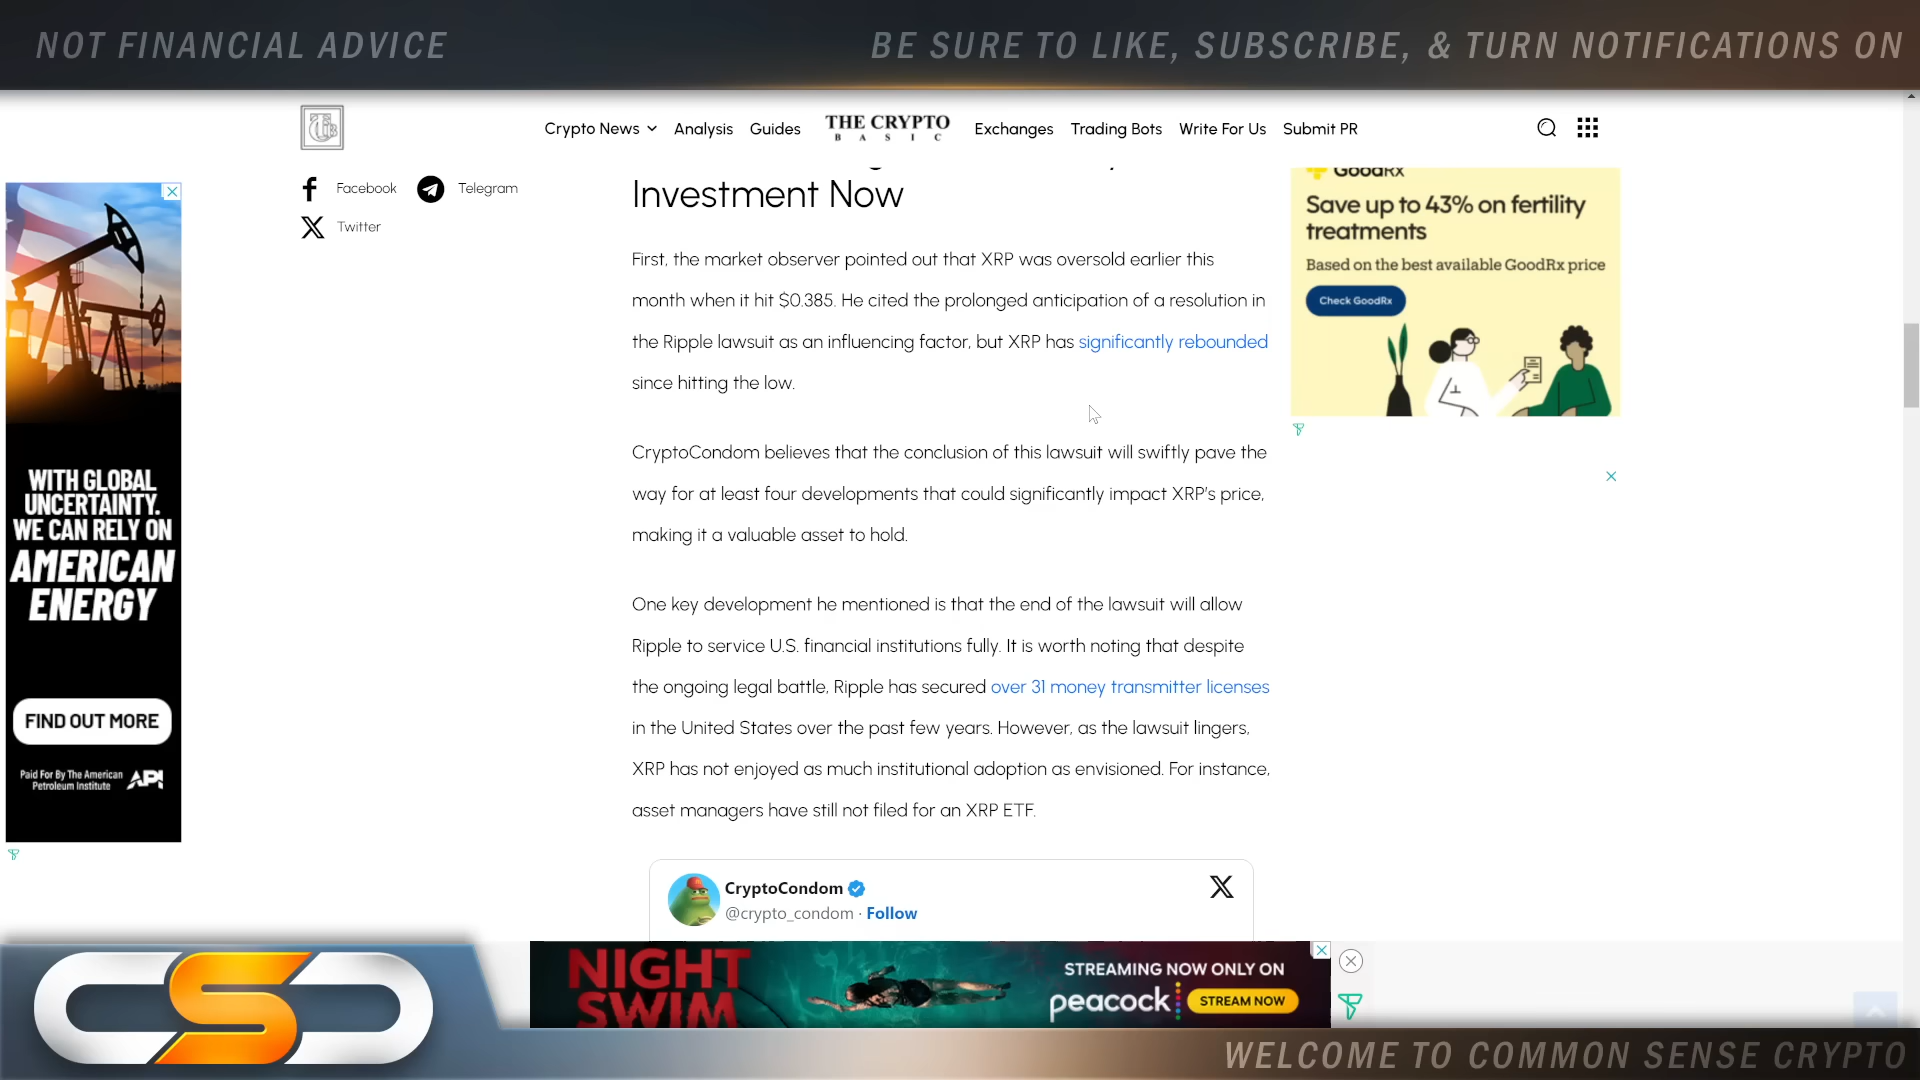 NOT FINANCIAL ADVICE
BE SURE TO LIKE, SUBSCRIBE, & TURN NOTIFICATIONS ON
Crypto News
Analysis
Guides
THE CRYPTO
BASIC
Exchanges
Trading Bots
Write For Us
Submit PR
Facebook
Telegram
Twitter
Investment Now
First, the market observer pointed out that XRP was oversold earlier this
month when it hit $0.385. He cited the prolonged anticipation of a resolution in
the Ripple lawsuit as an influencing factor, but XRP has significantly rebounded
since hitting the low.
CryptoCondom believes that the conclusion of this lawsuit will swiftly pave the
way for at least four developments that could significantly impact XRP's price,
making it a valuable asset to hold.
One key development he mentioned is that the end of the lawsuit will allow
Ripple to service U.S. financial institutions fully. It is worth noting that despite
the ongoing legal battle, Ripple has secured over 31 money transmitter licenses
in the United States over the past few years. However, as the lawsuit lingers,
XRP has not enjoyed as much institutional adoption as envisioned. For instance,
asset managers have still not filed for an XRP ETF.
CryptoCondom
@crypto_condom · Follow
GoodRx
Save up to 43% on fertility
treatments
Based on the best available GoodRx price
Check GoodRx
WITH GLOBAL
UNCERTAINTY.
WE CAN RELY ON
AMERICAN
ENERGY
FIND OUT MORE
Paid For By The American
Petroleum Institute
API
NIGHT
SWIM
STREAMING NOW ONLY ON
peacock
STREAM NOW
CSC
WELCOME TO COMMON SENSE CRYPTO